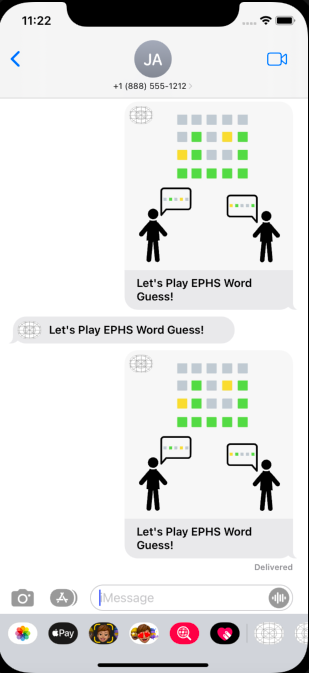 11:22
JA
+1 (888) 555-1212
Let's Play EPHS Word
Guess!
Let's Play EPHS Word Guess!
Let's Play EPHS Word
Guess!
Delivered
Message
Pay